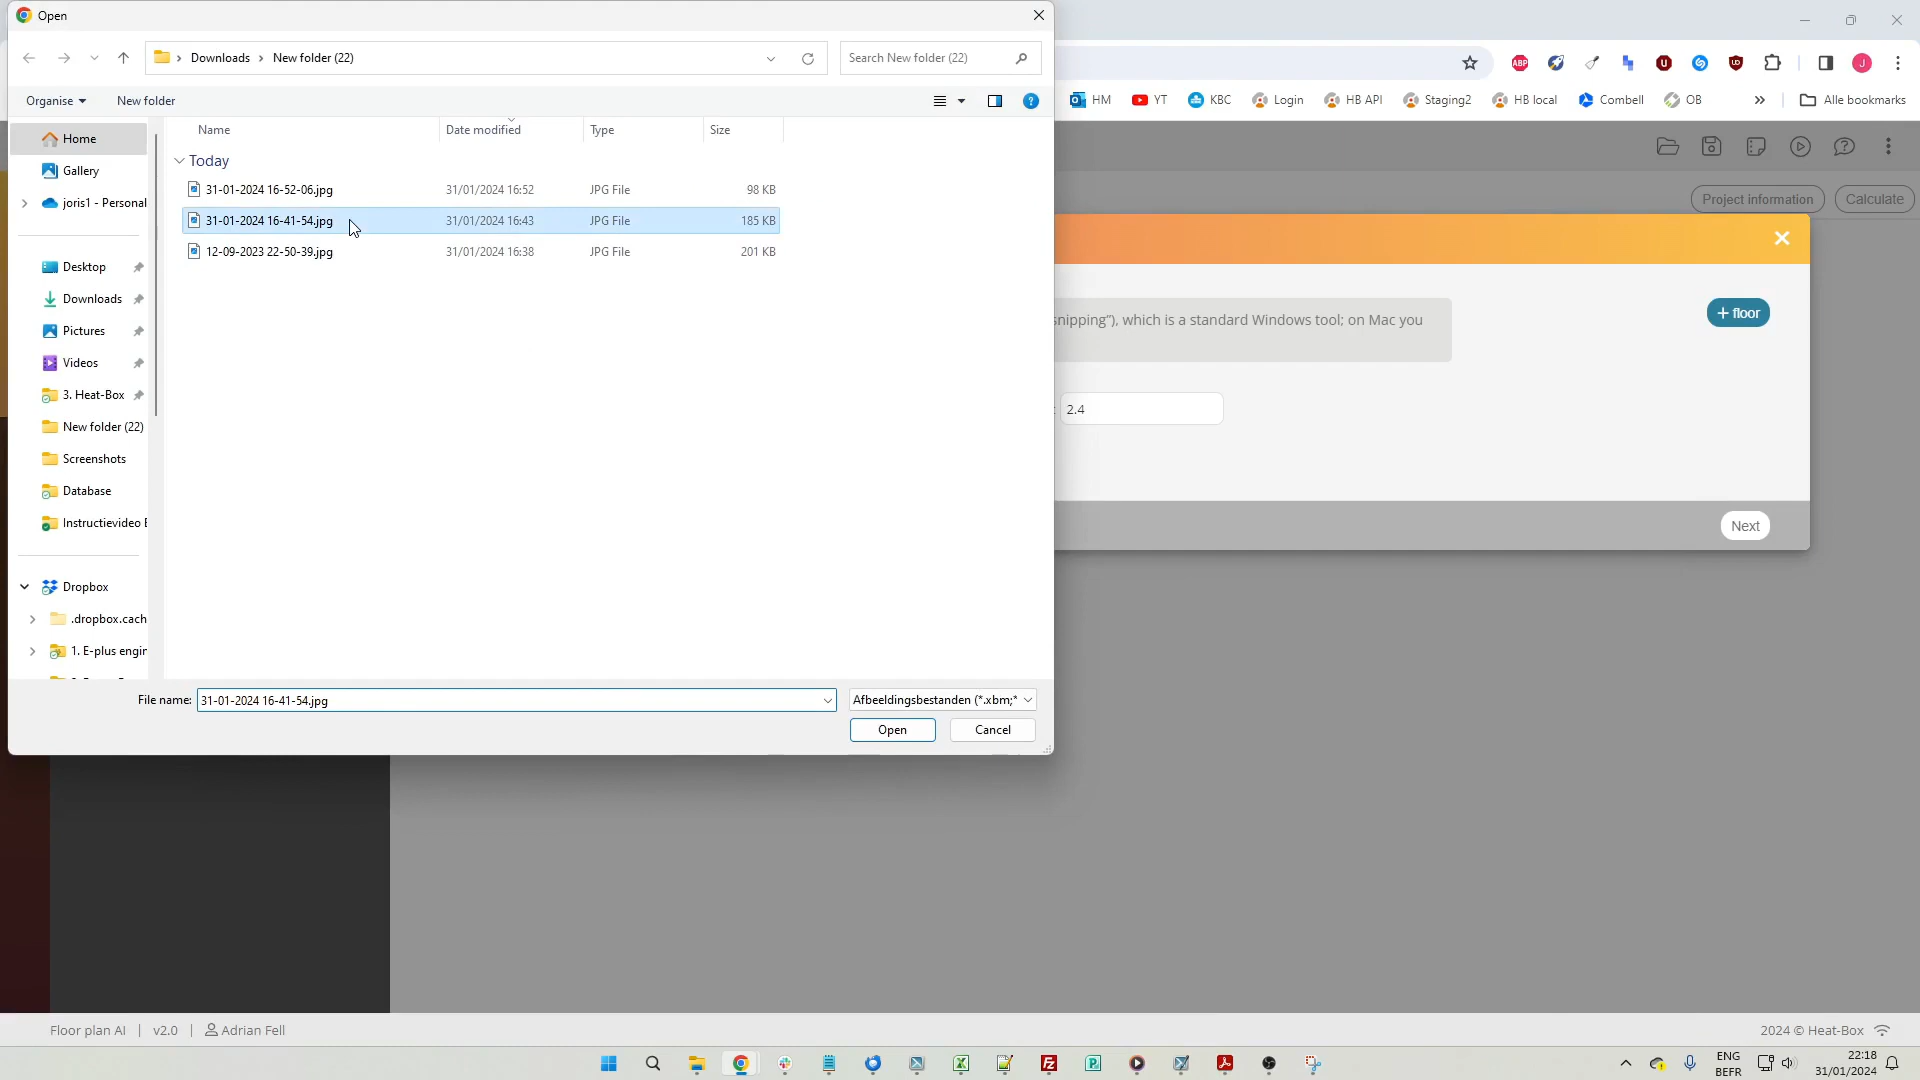 Open
Downloads > New folder (22)
Search New folder (22)
Organise
New folder
Home
Gallery
joris1 - Personal
Desktop
Downloads
Pictures
Videos
3. Heat-Box
New folder (22)
Screenshots
Database
Instructievideo
Dropbox
.dropbox.cach
1. E-plus engin
Name Date modified Type Size
Today
31-01-2024 16-52-06.jpg 31/01/2024 16:52 JPG File 98 KB
31-01-2024 16-41-54.jpg 31/01/2024 16:43 JPG File 185 KB
12-09-2023 22-50-39.jpg 31/01/2024 16:38 JPG File 201 KB
File name: 31-01-2024 16-41-54.jpg
Afbeeldingsbestanden (*.xbm;*
Open Cancel
HM YT KBC Login HB API Staging2 HB local Combell OB » Alle bookmarks
Project information Calculate
snipping"), which is a standard Windows tool; on Mac you
+ floor
: 2.4
Next
Floor plan AI | v2.0 | Adrian Fell
2024 © Heat-Box
ENG
BEFR
22:18
31/01/2024